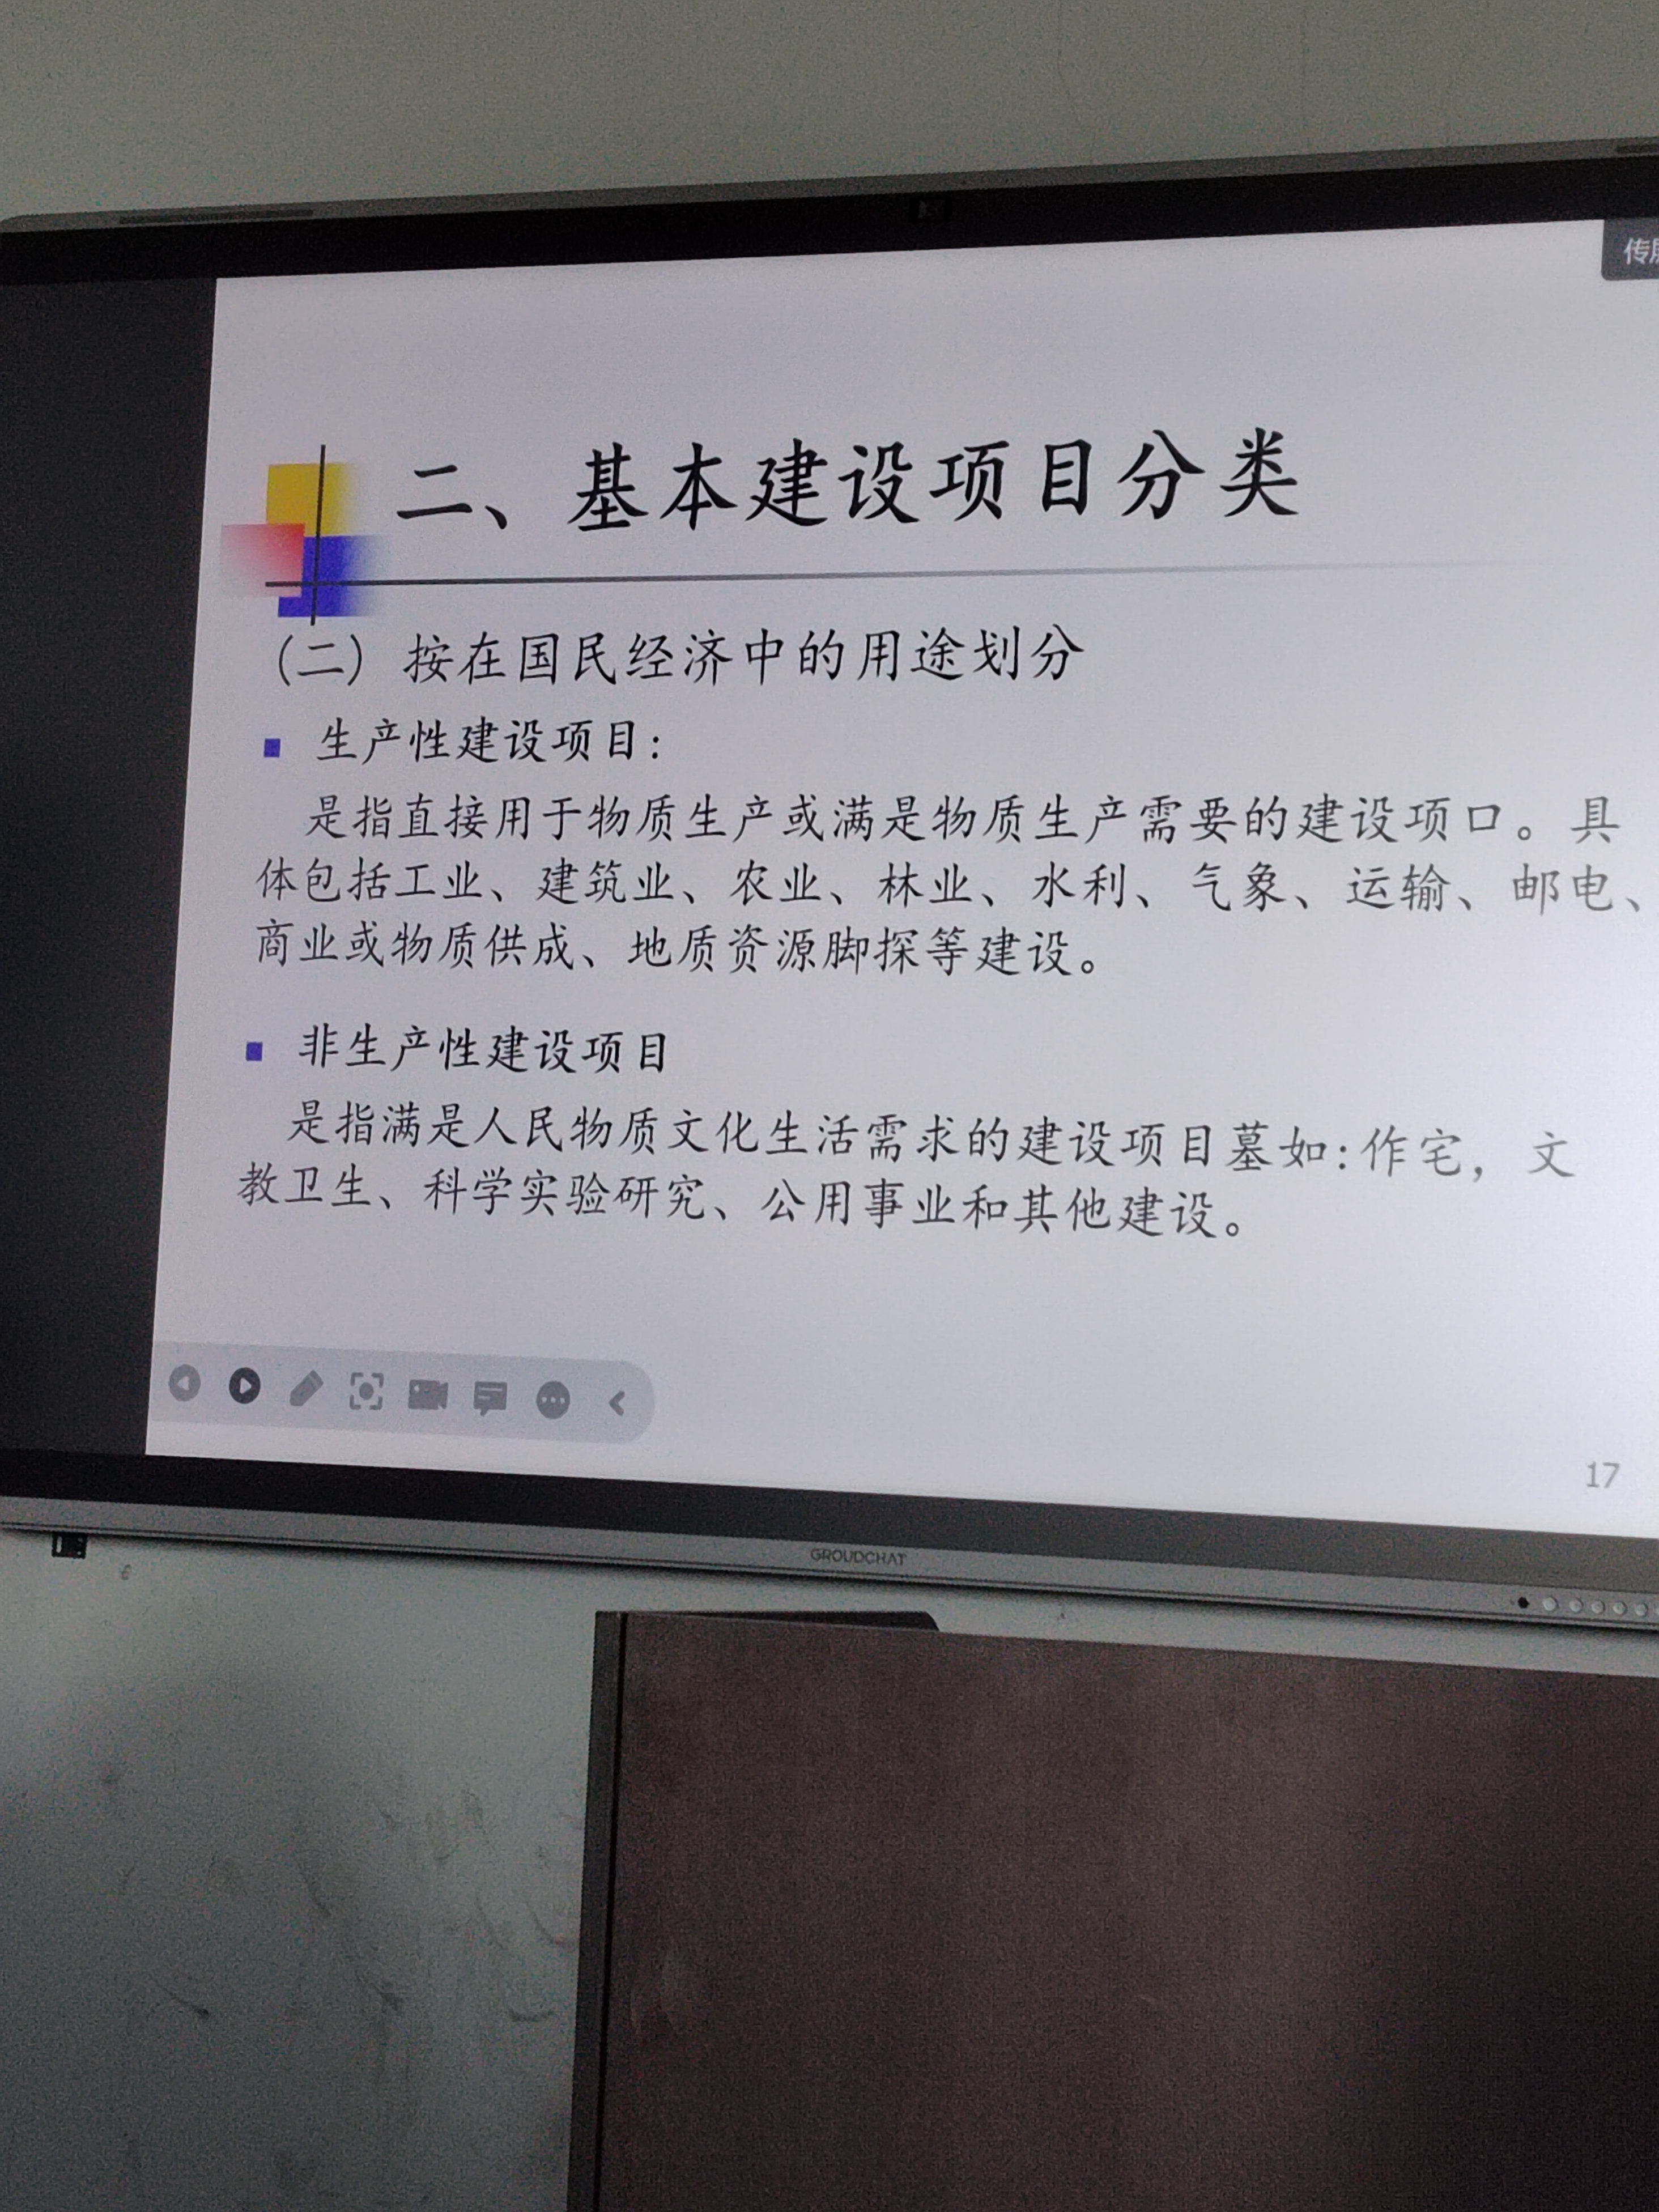 传
二、基本建设项目分类
（二）按在国民经济中的用途划分
生产性建设项目：
是指直接用于物质生产或满是物质生产需要的建设项口。具
体包括工业、建筑业、农业、林业、水利、气象、运输、邮电、
商业或物质供成、地质资源脚探等建设。
非生产性建设项目
是指满是人民物质文化生活需求的建设项目墓如:作宅，文
教卫生、科学实验研究、公用事业和其他建设。
17
GROUDCHAT